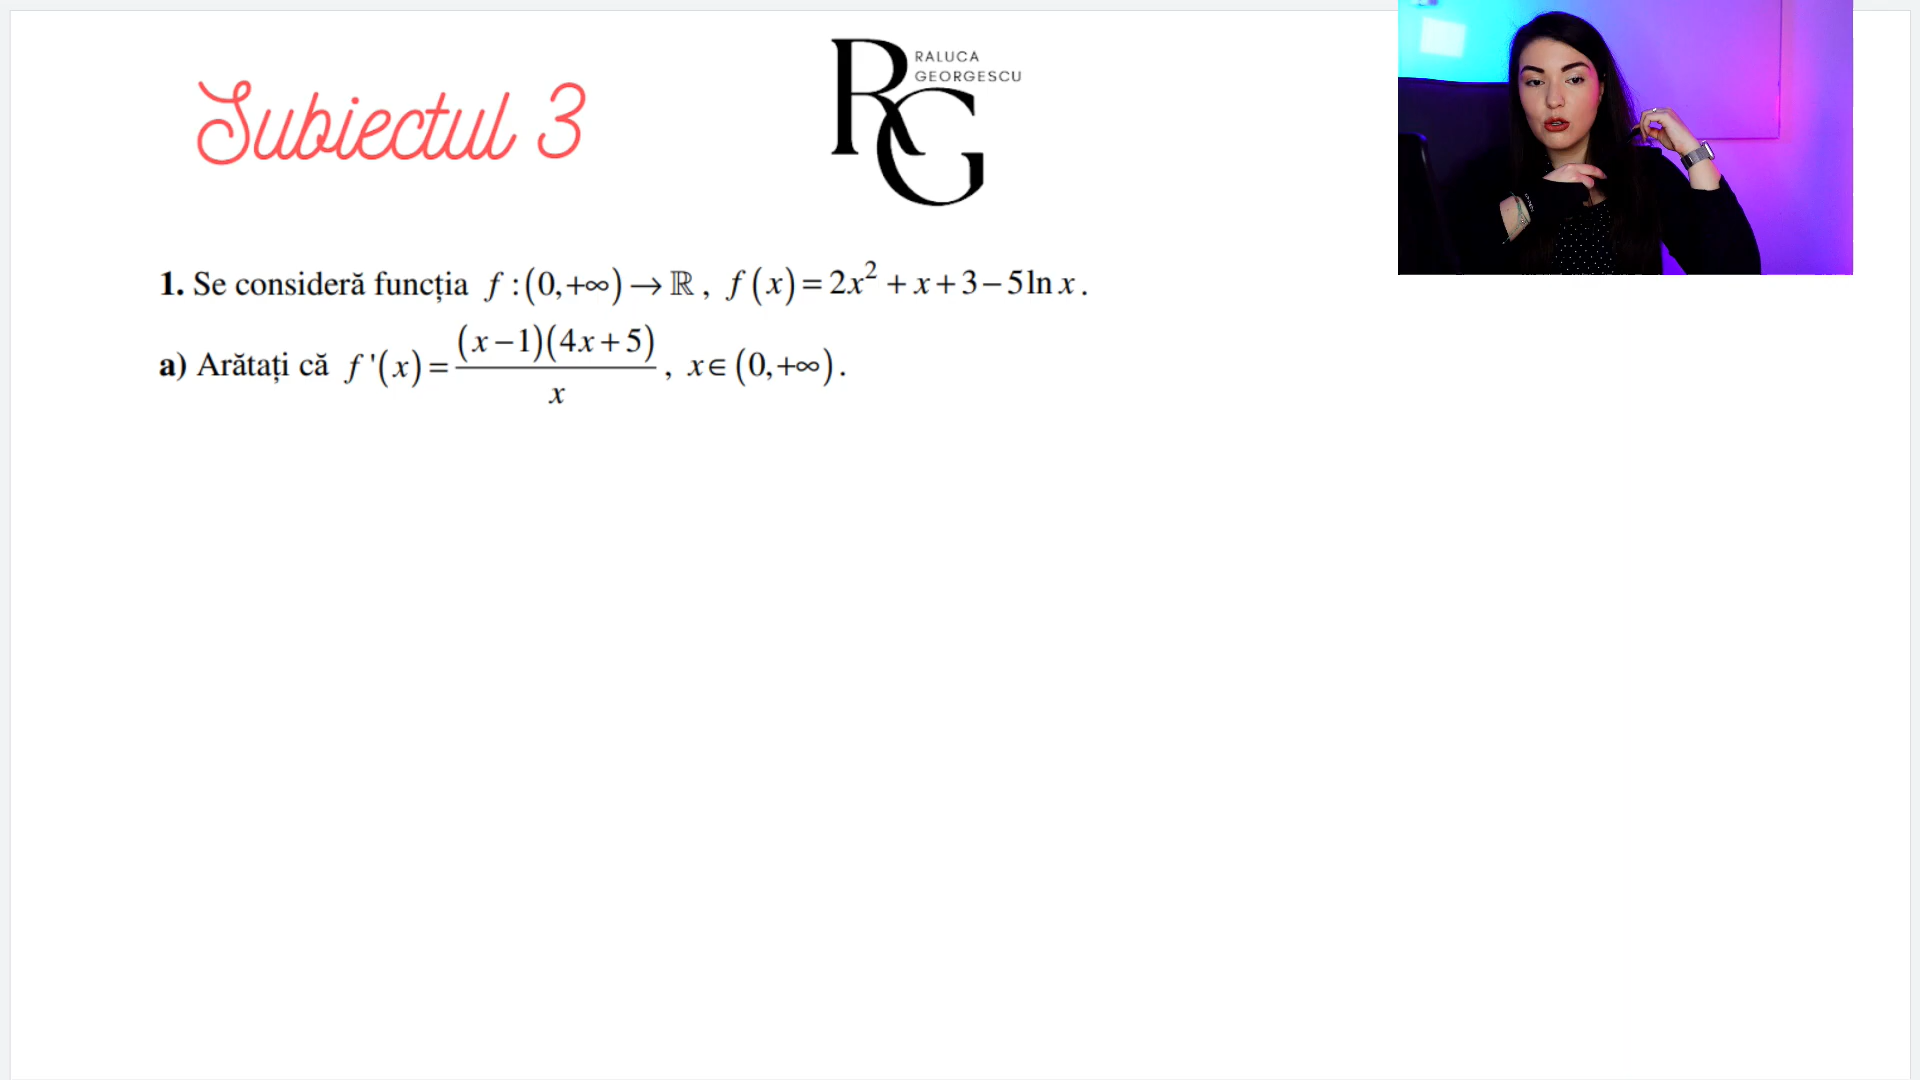 Subiectul 3
RG
RALUCA
GEORGESCU
1. Se consideră funcția f :(0,+∞)→ℝ, f(x)=2x²+x+3−5ln x.
a) Arătați că f'(x)=(x−1)(4x+5)/x, x∈(0,+∞).